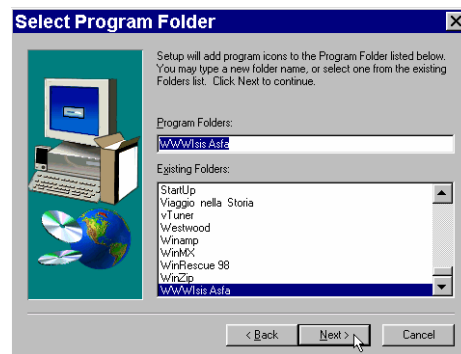 Select Program Folder
Setup will add program icons to the Program Folder listed below.
You may type a new folder name, or select one from the existing
Folders list. Click Next to continue.
Program Folders:
WWWIsis Asfa
Existing Folders:
StartUp
Viaggio nella Storia
vTuner
Westwood
Winamp
WinMX
WinRescue 98
WinZip
WWWIsis Asfa
< Back
Next >
Cancel